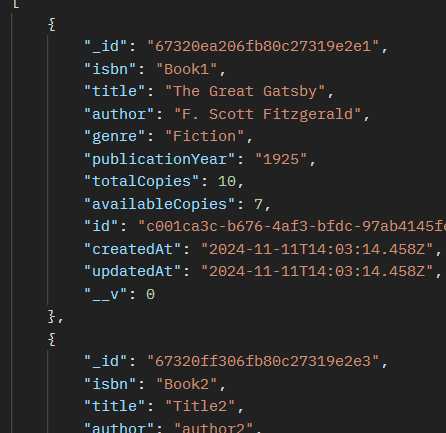 [
{
"_id": "67320ea206fb80c27319e2e1",
"isbn": "Book1",
"title": "The Great Gatsby",
"author": "F. Scott Fitzgerald",
"genre": "Fiction",
"publicationYear": "1925",
"totalCopies": 10,
"availableCopies": 7,
"id": "c001ca3c-b676-4af3-bfdc-97ab4145fe
"createdAt": "2024-11-11T14:03:14.458Z",
"updatedAt": "2024-11-11T14:03:14.458Z",
"__v": 0
},
{
"_id": "67320ff306fb80c27319e2e3",
"isbn": "Book2",
"title": "Title2",
"author": "author2",